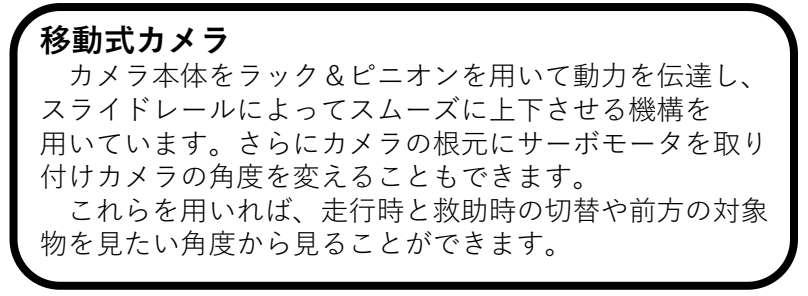 移動式カメラ
　カメラ本体をラック＆ピニオンを用いて動力を伝達し、
スライドレールによってスムーズに上下させる機構を
用いています。さらにカメラの根元にサーボモータを取り
付けカメラの角度を変えることもできます。
　これらを用いれば、走行時と救助時の切替や前方の対象
物を見たい角度から見ることができます。